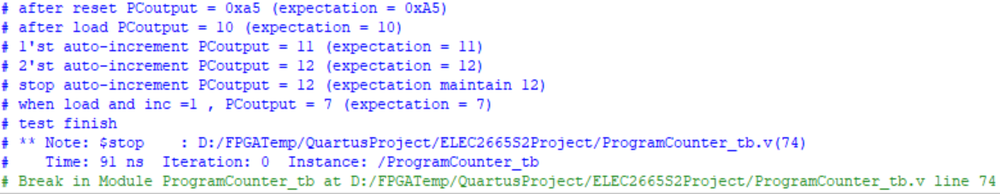 # after reset PCoutput = 0xa5 (expectation = 0xA5)
# after load PCoutput = 10 (expectation = 10)
# 1'st auto-increment PCoutput = 11 (expectation = 11)
# 2'st auto-increment PCoutput = 12 (expectation = 12)
# stop auto-increment PCoutput = 12 (expectation maintain 12)
# when load and inc =1 , PCoutput = 7 (expectation = 7)
# test finish
# ** Note: $stop    : D:/FPGATemp/QuartusProject/ELEC2665S2Project/ProgramCounter_tb.v(74)
#    Time: 91 ns  Iteration: 0  Instance: /ProgramCounter_tb
# Break in Module ProgramCounter_tb at D:/FPGATemp/QuartusProject/ELEC2665S2Project/ProgramCounter_tb.v line 74